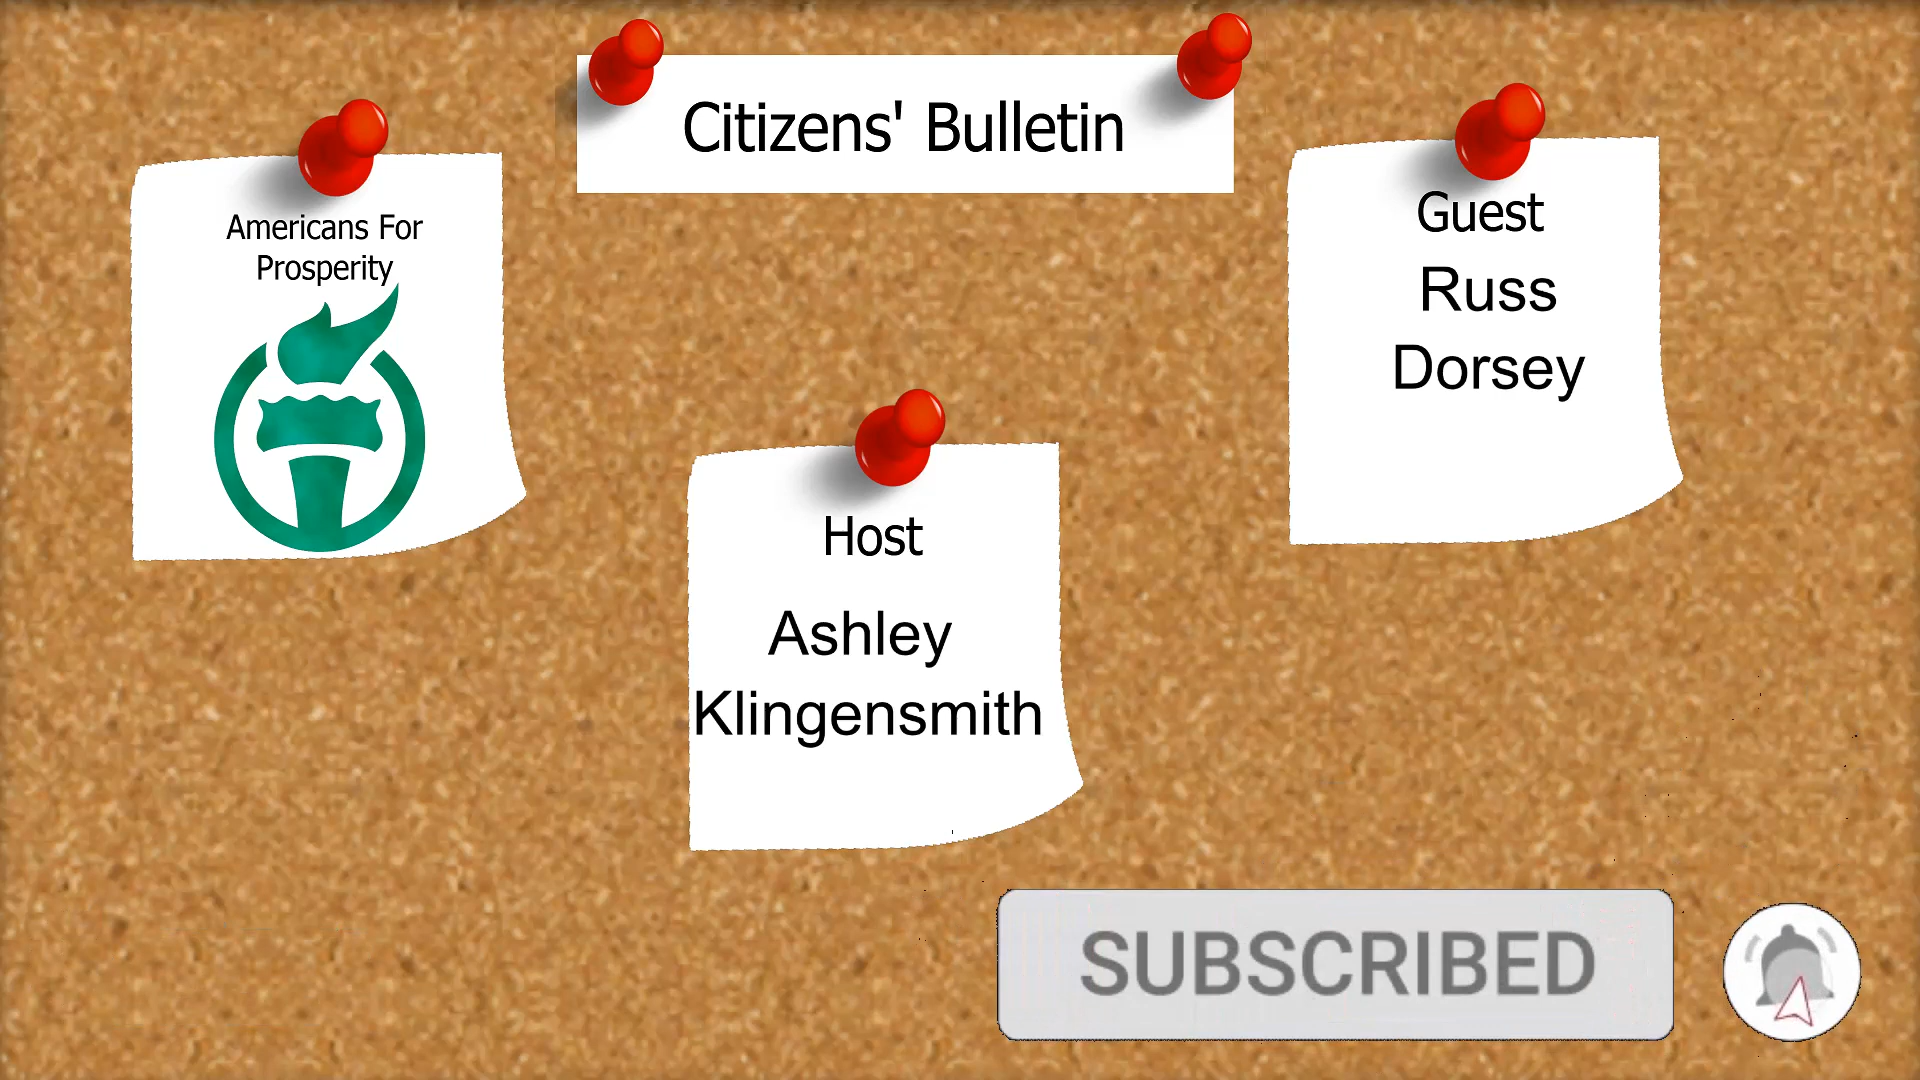 Citizens' Bulletin
Americans For
Prosperity
Guest
Russ
Dorsey
Host
Ashley
Klingensmith
SUBSCRIBED